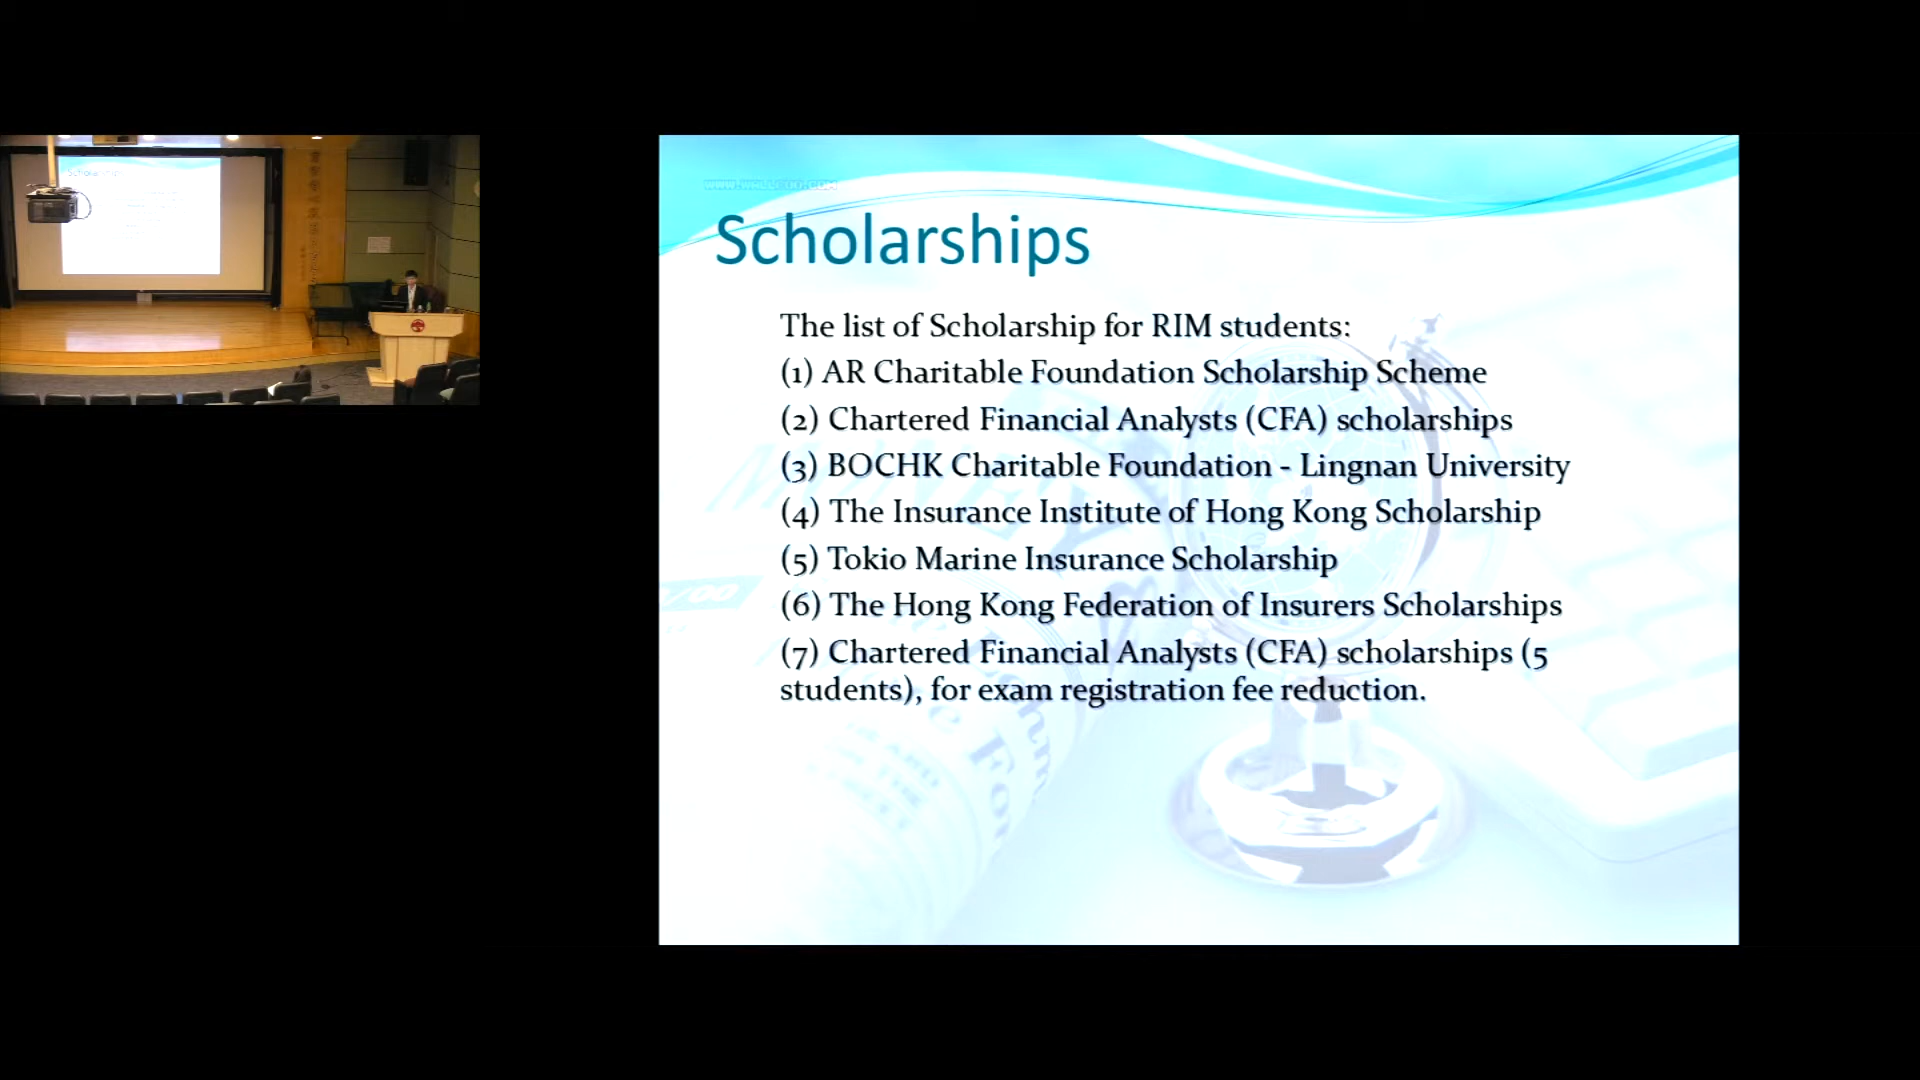 Scholarships
The list of Scholarship for RIM students:
(1) AR Charitable Foundation Scholarship Scheme
(2) Chartered Financial Analysts (CFA) scholarships
(3) BOCHK Charitable Foundation - Lingnan University
(4) The Insurance Institute of Hong Kong Scholarship
(5) Tokio Marine Insurance Scholarship
(6) The Hong Kong Federation of Insurers Scholarships
(7) Chartered Financial Analysts (CFA) scholarships (5
students), for exam registration fee reduction.
MONEY
Scholarships